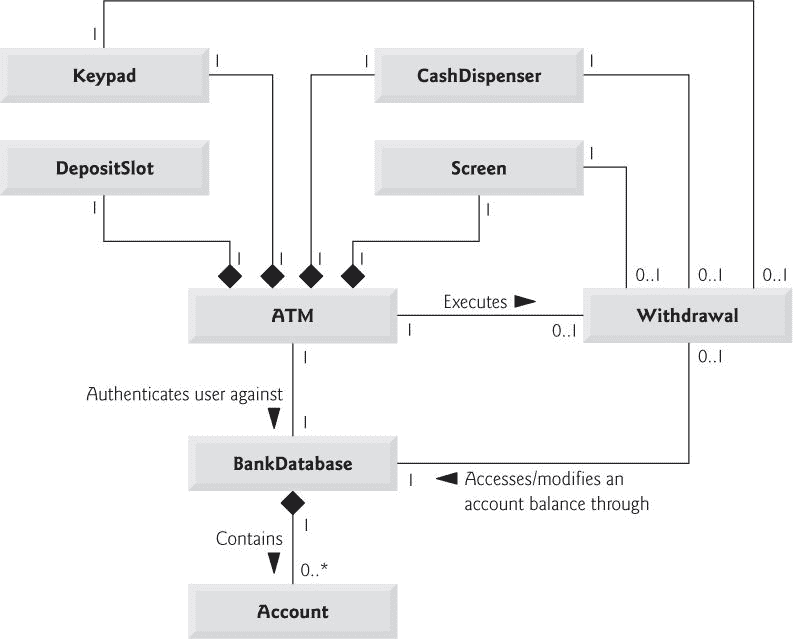 1
Keypad
1
1
CashDispenser
1
DepositSlot
1
Screen
1
1
1
1
1
1
1
0..1
0..1
0..1
ATM
Executes
1
0..1
Withdrawal
1
0..1
Authenticates user against
1
BankDatabase
1
Accesses/modifies an
account balance through
1
Contains
0..*
Account